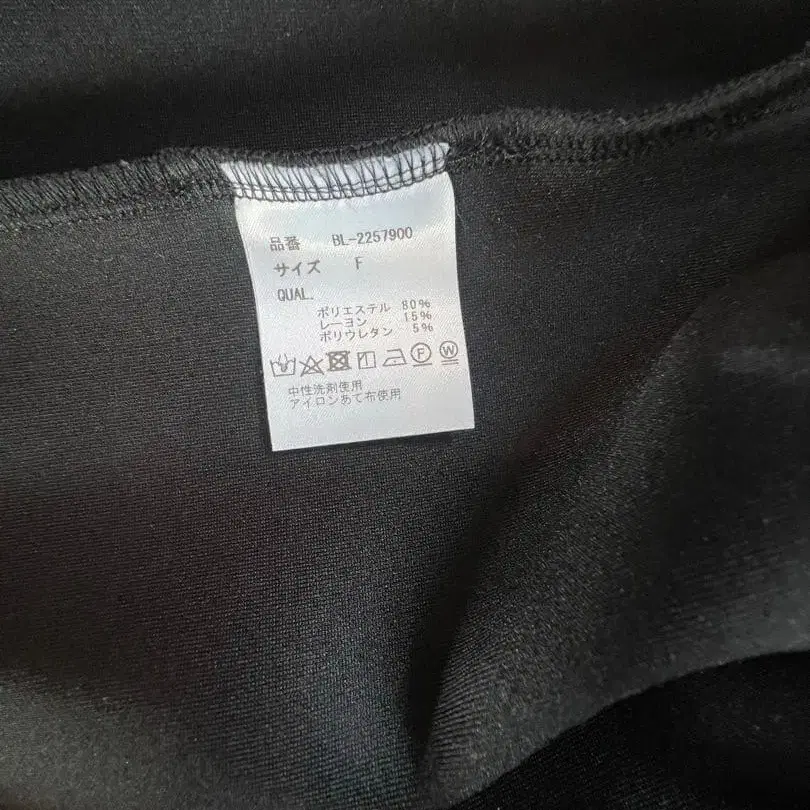 品番 BL-2257900
サイズ F
QUAL.
ポリエステル 80%
レーヨン 15%
ポリウレタン 5%
F W
中性洗剤使用
アイロンあて布使用